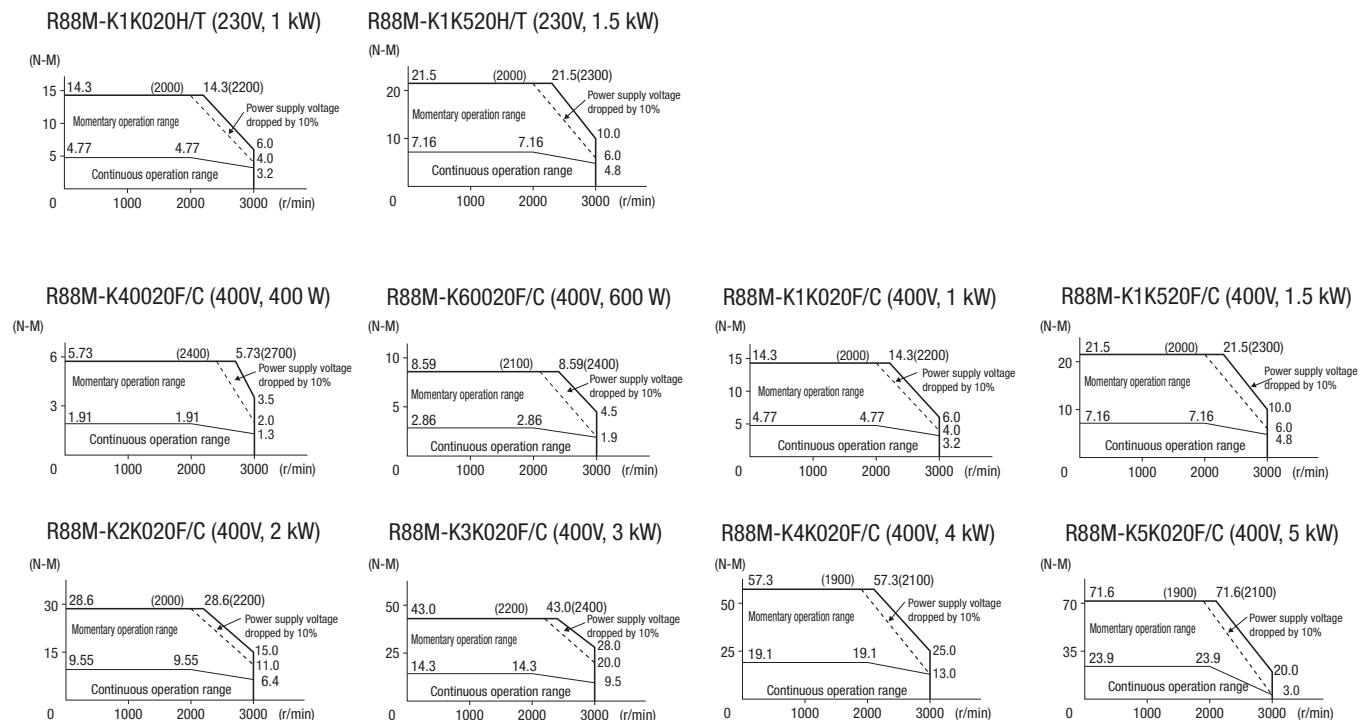 R88M-K1K020H/T (230V, 1 kW)
(N-M)
15
10
5
0
14.3
(2000)
14.3(2200)
Power supply voltage
dropped by 10%
Momentary operation range
4.77
4.77
Continuous operation range
6.0
4.0
3.2
1000
2000
3000
(r/min)
R88M-K1K520H/T (230V, 1.5 kW)
20
10
0
21.5
(2000)
21.5(2300)
Power supply voltage
dropped by 10%
Momentary operation range
7.16
7.16
Continuous operation range
10.0
6.0
4.8
1000
2000
3000
(r/min)
R88M-K40020F/C (400V, 400 W)
(N-M)
6
3
0
5.73
(2400)
5.73(2700)
Power supply voltage
dropped by 10%
Momentary operation range
1.91
1.91
Continuous operation range
3.5
2.0
1.3
1000
2000
3000
(r/min)
R88M-K60020F/C (400V, 600 W)
(N-M)
10
5
0
8.59
(2100)
8.59(2400)
Power supply voltage
dropped by 10%
Momentary operation range
2.86
2.86
Continuous operation range
4.5
1.9
1000
2000
3000
(r/min)
R88M-K1K020F/C (400V, 1 kW)
(N-M)
15
10
5
0
14.3
(2000)
14.3(2200)
Power supply voltage
dropped by 10%
Momentary operation range
4.77
4.77
Continuous operation range
6.0
4.0
3.2
1000
2000
3000
(r/min)
R88M-K1K520F/C (400V, 1.5 kW)
(N-M)
20
10
0
21.5
(2000)
21.5(2300)
Power supply voltage
dropped by 10%
Momentary operation range
7.16
7.16
Continuous operation range
10.0
6.0
4.8
1000
2000
3000
(r/min)
R88M-K2K020F/C (400V, 2 kW)
(N-M)
30
15
0
28.6
(2000)
28.6(2200)
Power supply voltage
dropped by 10%
Momentary operation range
9.55
9.55
Continuous operation range
15.0
11.0
6.4
1000
2000
3000
(r/min)
R88M-K3K020F/C (400V, 3 kW)
(N-M)
50
25
0
43.0
(2200)
43.0(2400)
Power supply voltage
dropped by 10%
Momentary operation range
14.3
14.3
Continuous operation range
28.0
20.0
9.5
1000
2000
3000
(r/min)
R88M-K4K020F/C (400V, 4 kW)
(N-M)
50
25
0
57.3
(1900)
57.3(2100)
Power supply voltage
dropped by 10%
Momentary operation range
19.1
19.1
Continuous operation range
25.0
13.0
1000
2000
3000
(r/min)
R88M-K5K020F/C (400V, 5 kW)
(N-M)
70
35
0
71.6
(1900)
71.6(2100)
Power supply voltage
dropped by 10%
Momentary operation range
23.9
23.9
Continuous operation range
20.0
3.0
1000
2000
3000
(r/min)